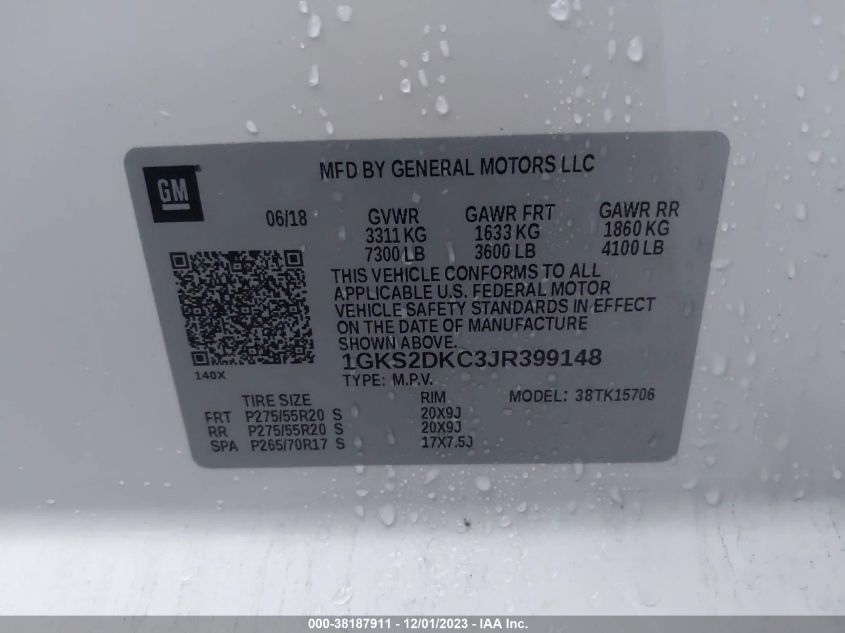 MFD BY GENERAL MOTORS LLC
GM
06/18 GVWR GAWR FRT GAWR RR
3311 KG 1633 KG 1860 KG
7300 LB 3600 LB 4100 LB
THIS VEHICLE CONFORMS TO ALL
APPLICABLE U.S. FEDERAL MOTOR
VEHICLE SAFETY STANDARDS IN EFFECT
ON THE DATE OF MANUFACTURE
SHOWN ABOVE.
1GKS2DKC3JR399148
140X
TYPE: M.P.V.
TIRE SIZE RIM MODEL: 38TK15706
FRT P275/55R20 S 20X9J
RR P275/55R20 S 20X9J
SPA P265/70R17 S 17X7.5J
000-38187911 - 12/01/2023 - IAA Inc.